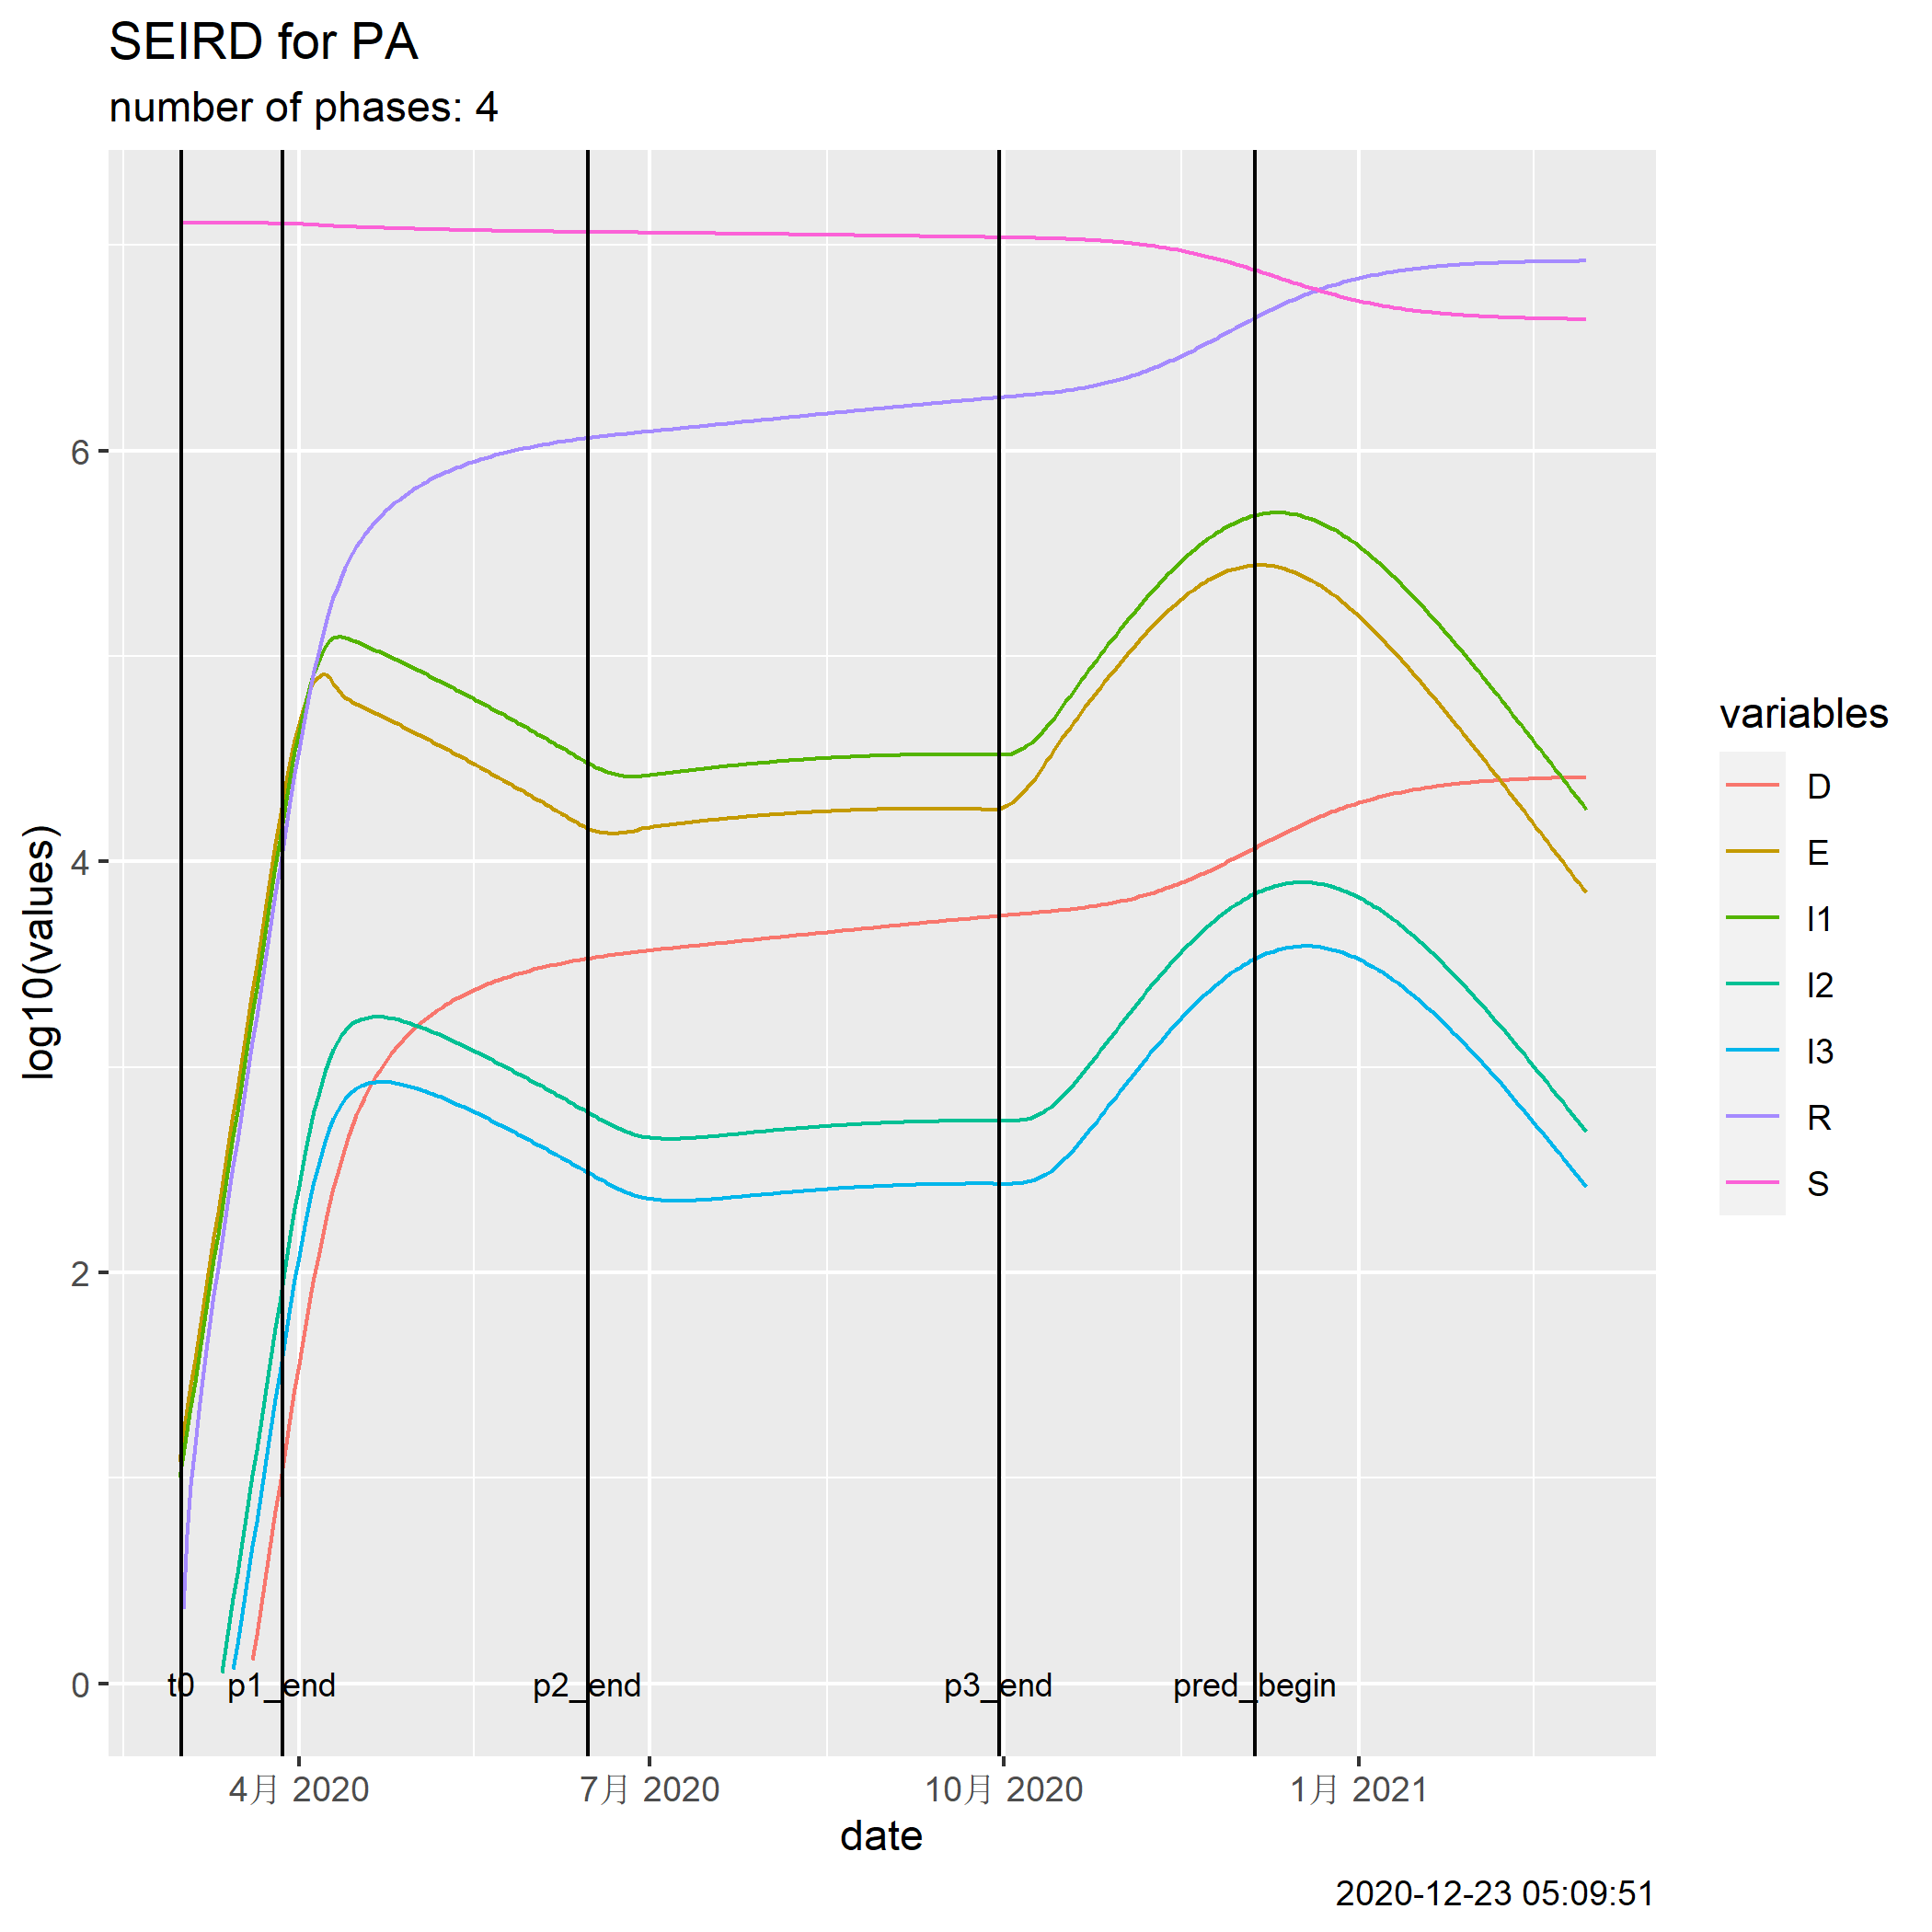 SEIRD for PA
number of phases: 4
log10(values)
6
4
2
0
t0
p1_end
p2_end
p3_end
pred_begin
4月 2020
7月 2020
10月 2020
1月 2021
date
variables
D
E
I1
I2
I3
R
S
2020-12-23 05:09:51